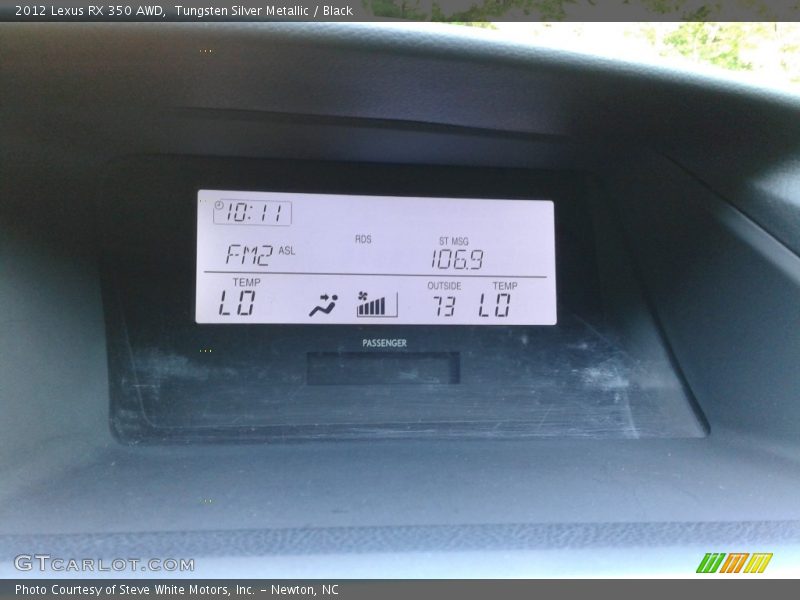 2012 Lexus RX 350 AWD,  Tungsten Silver Metallic / Black
10:11
RDS ST MSG
FM2 ASL 106.9
TEMP OUTSIDE TEMP
LO 73 LO
PASSENGER
GTCARLOT.COM
Photo Courtesy of Steve White Motors, Inc. – Newton, NC